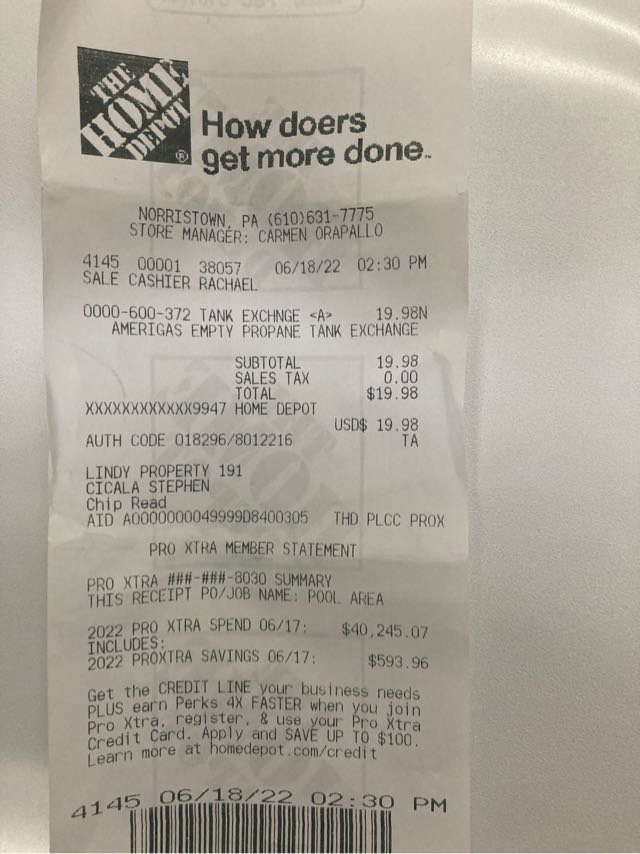 THE
HOME
DEPOT
®
How doers
get more done™
NORRISTOWN, PA (610)631-7775
STORE MANAGER: CARMEN ORAPALLO
4145 00001 38057 06/18/22 02:30 PM
SALE CASHIER RACHAEL
0000-600-372 TANK EXCHNGE <A> 19.98N
AMERIGAS EMPTY PROPANE TANK EXCHANGE
SUBTOTAL 19.98
SALES TAX 0.00
TOTAL $19.98
XXXXXXXXXXXX9947 HOME DEPOT
USD$ 19.98
AUTH CODE 018296/8012216 TA
LINDY PROPERTY 191
CICALA STEPHEN
Chip Read
AID A0000000049999D8400305 THD PLCC PROX
PRO XTRA MEMBER STATEMENT
PRO XTRA ###-###-8030 SUMMARY
THIS RECEIPT PO/JOB NAME: POOL AREA
2022 PRO XTRA SPEND 06/17: $40,245.07
INCLUDES:
2022 PROXTRA SAVINGS 06/17: $593.96
Get the CREDIT LINE your business needs
PLUS earn Perks 4X FASTER when you join
Pro Xtra, register, & use your Pro Xtra
Credit Card. Apply and SAVE UP TO $100.
Learn more at homedepot.com/credit
4145 06/18/22 02:30 PM